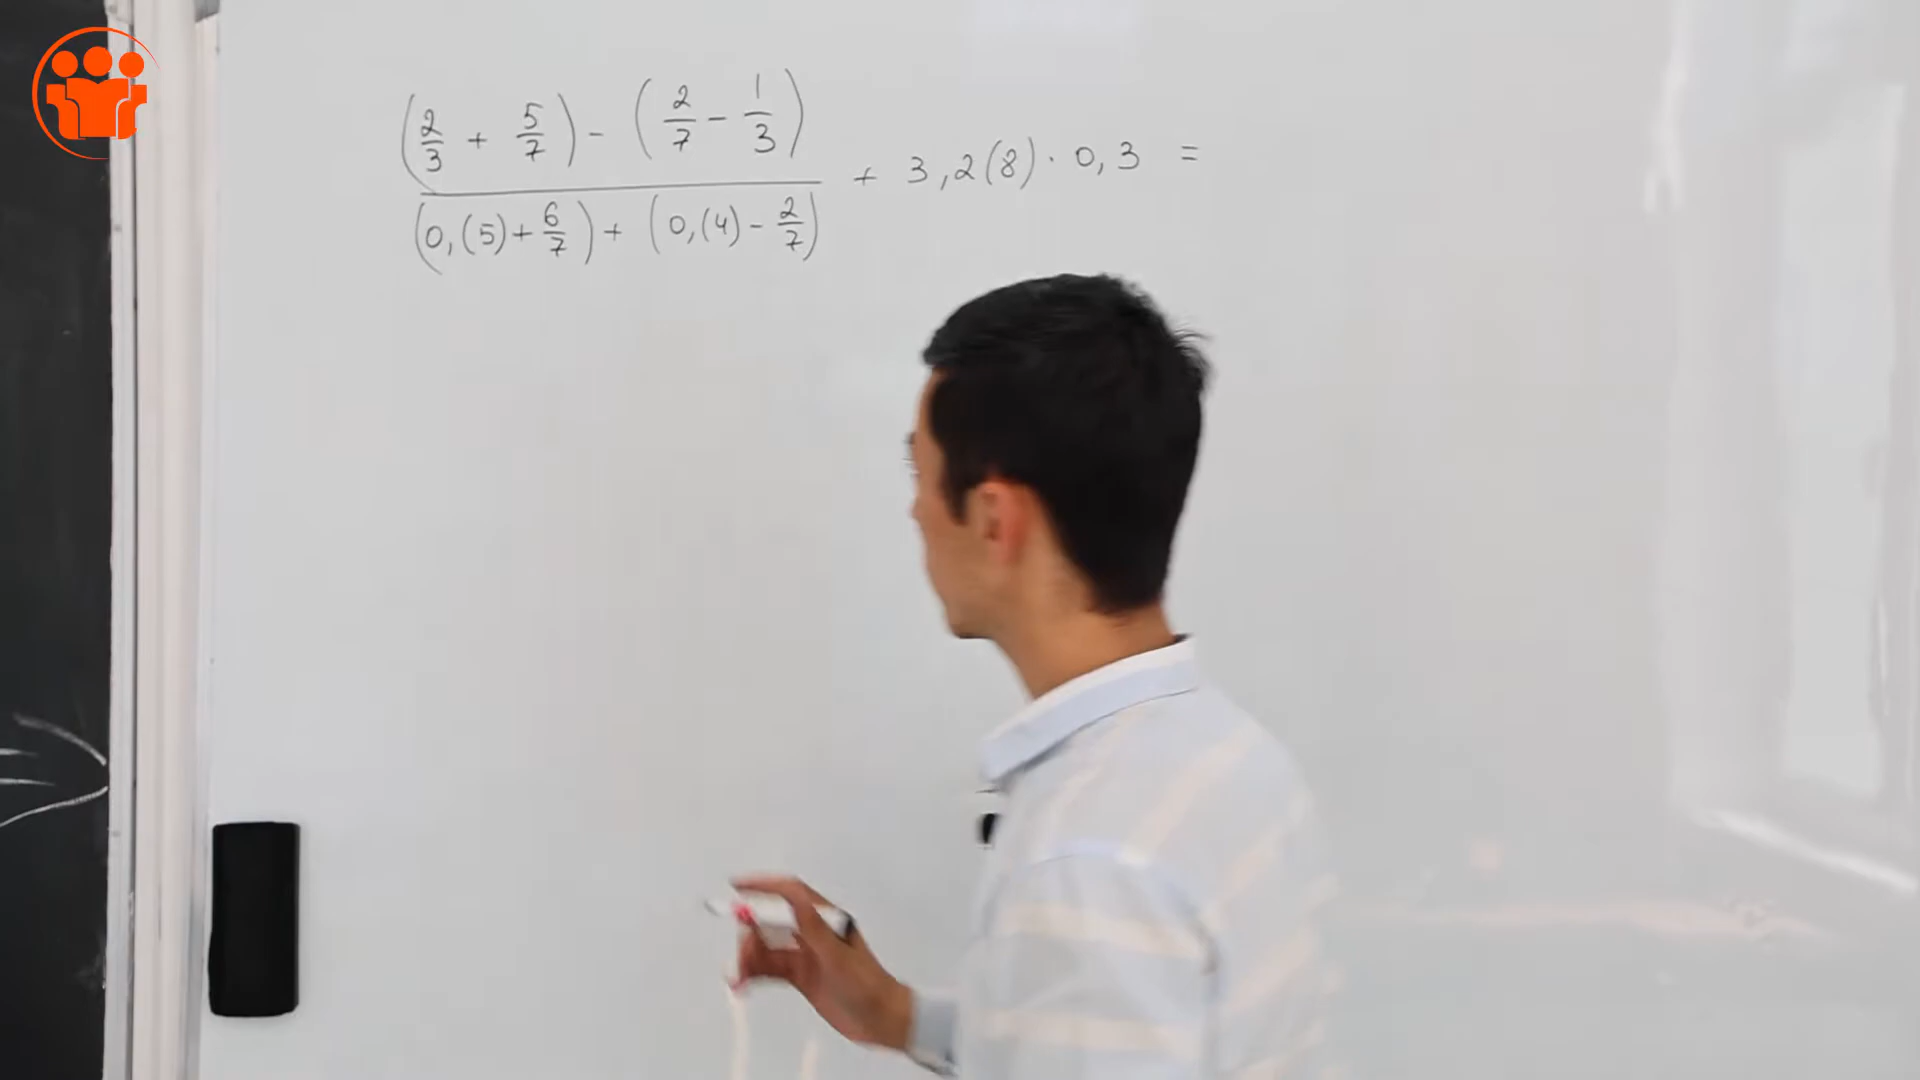 (2/3 + 5/7) - (2/7 - 1/3)
(0,(5) + 6/7) + (0,(4) - 2/7) + 3,2(8) · 0,3 =